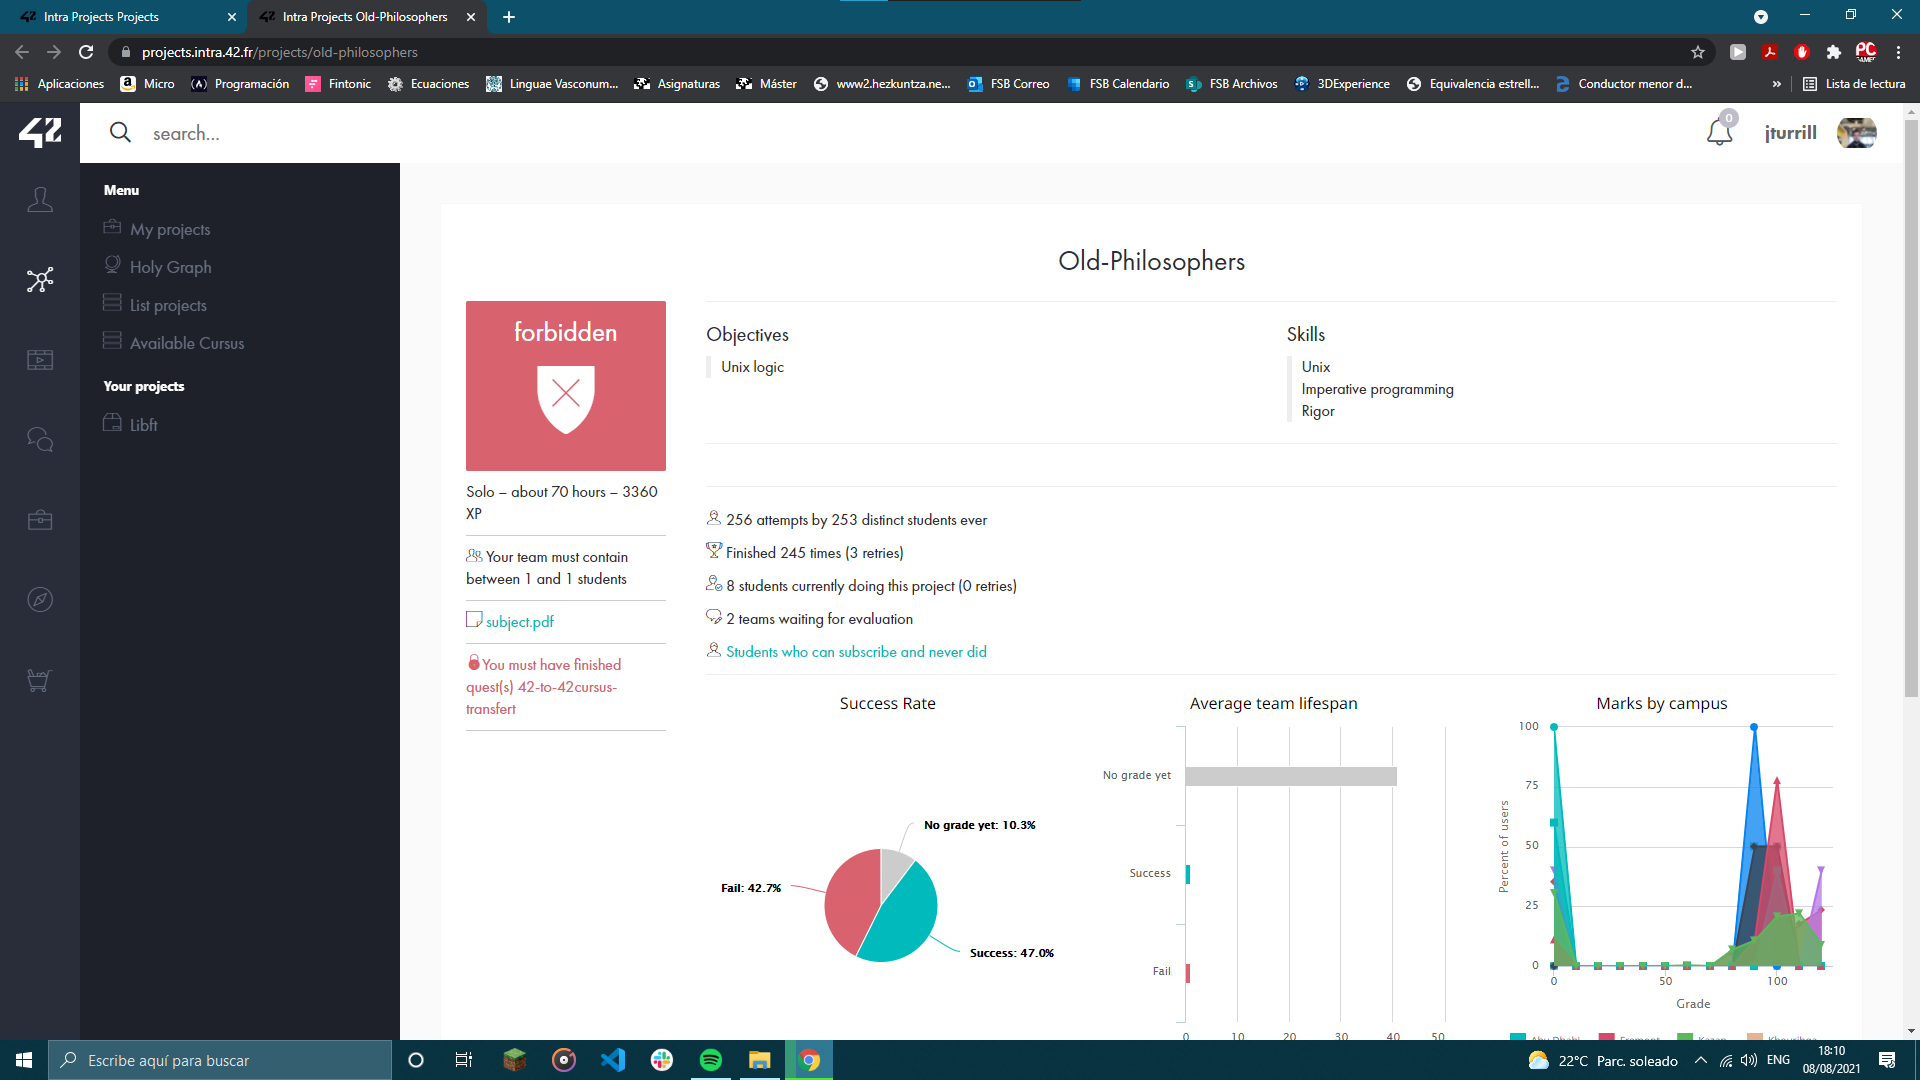 Intra Projects Projects
Intra Projects Old-Philosophers
projects.intra.42.fr/projects/old-philosophers
Aplicaciones
Micro
Programación
Fintonic
Ecuaciones
Linguae Vasconum...
Asignaturas
Máster
www2.hezkuntza.ne...
FSB Correo
FSB Calendario
FSB Archivos
3DExperience
Equivalencia estrell...
Conductor menor d...
»
Lista de lectura
42
search...
0
jturrill
Menu
My projects
Holy Graph
List projects
Available Cursus
Your projects
Libft
Old-Philosophers
forbidden
Solo – about 70 hours – 3360
XP
Your team must contain
between 1 and 1 students
subject.pdf
You must have finished
quest(s) 42-to-42cursus-
transfert
Objectives
Unix logic
Skills
Unix
Imperative programming
Rigor
256 attempts by 253 distinct students ever
Finished 245 times (3 retries)
8 students currently doing this project (0 retries)
2 teams waiting for evaluation
Students who can subscribe and never did
Success Rate
No grade yet: 10.3%
Fail: 42.7%
Success: 47.0%
Average team lifespan
No grade yet
Success
Fail
0 10 20 30 40 50
Marks by campus
Percent of users
100
75
50
25
0
0 50 100
Grade
Abu Dhabi Fremont Kazan Khouribga
Escribe aquí para buscar
22°C Parc. soleado
ENG
18:10
08/08/2021